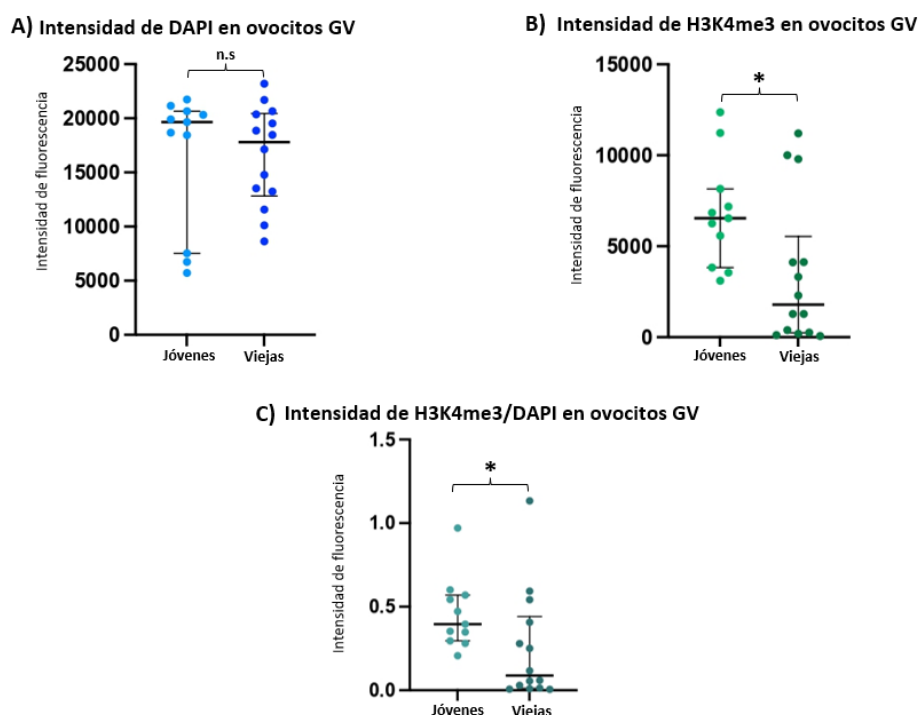 A) Intensidad de DAPI en ovocitos GV
n.s
25000
20000
15000
10000
5000
0
Intensidad de fluorescencia
Jóvenes Viejas
B) Intensidad de H3K4me3 en ovocitos GV
*
15000
10000
5000
0
Intensidad de fluorescencia
Jóvenes Viejas
C) Intensidad de H3K4me3/DAPI en ovocitos GV
*
1.5
1.0
0.5
0.0
Intensidad de fluorescencia
Jóvenes Viejas